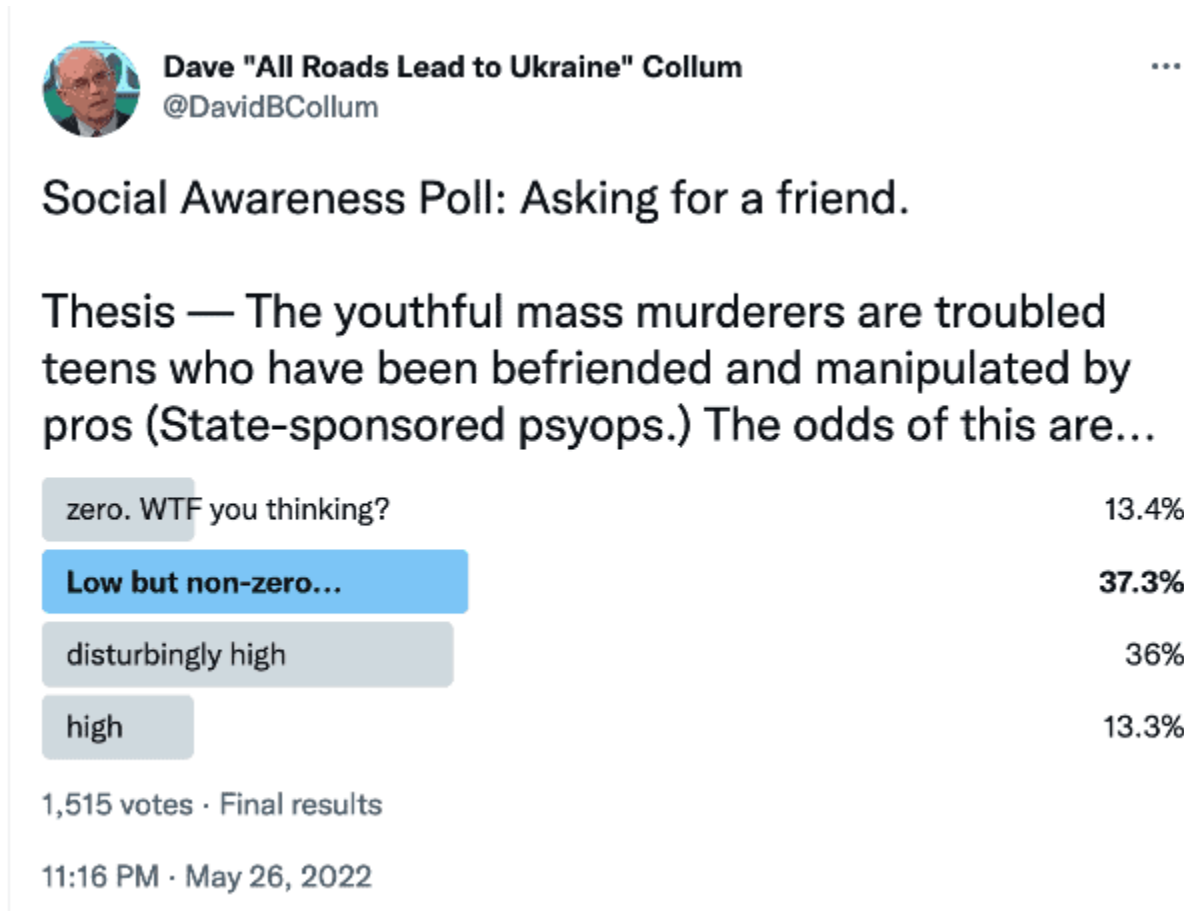 Dave "All Roads Lead to Ukraine" Collum
@DavidBCollum
Social Awareness Poll: Asking for a friend.
Thesis — The youthful mass murderers are troubled
teens who have been befriended and manipulated by
pros (State-sponsored psyops.) The odds of this are...
zero. WTF you thinking? 13.4%
Low but non-zero... 37.3%
disturbingly high 36%
high 13.3%
1,515 votes · Final results
11:16 PM · May 26, 2022